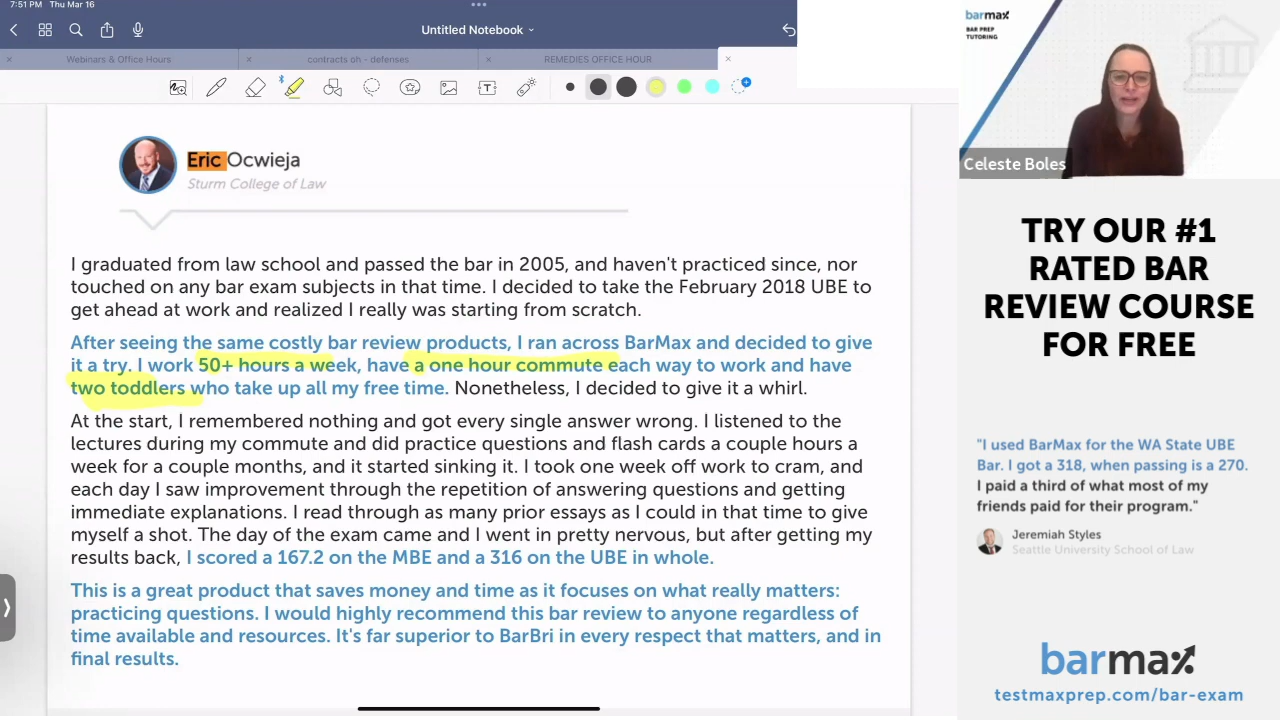 7:51 PM Thu Mar 16
Untitled Notebook
Webinars & Office Hours
contracts oh - defenses
REMEDIES OFFICE HOUR
Eric Ocwieja
Sturm College of Law
I graduated from law school and passed the bar in 2005, and haven't practiced since, nor
touched on any bar exam subjects in that time. I decided to take the February 2018 UBE to
get ahead at work and realized I really was starting from scratch.
After seeing the same costly bar review products, I ran across BarMax and decided to give
it a try. I work 50+ hours a week, have a one hour commute each way to work and have
two toddlers who take up all my free time. Nonetheless, I decided to give it a whirl.
At the start, I remembered nothing and got every single answer wrong. I listened to the
lectures during my commute and did practice questions and flash cards a couple hours a
week for a couple months, and it started sinking it. I took one week off work to cram, and
each day I saw improvement through the repetition of answering questions and getting
immediate explanations. I read through as many prior essays as I could in that time to give
myself a shot. The day of the exam came and I went in pretty nervous, but after getting my
results back, I scored a 167.2 on the MBE and a 316 on the UBE in whole.
This is a great product that saves money and time as it focuses on what really matters:
practicing questions. I would highly recommend this bar review to anyone regardless of
time available and resources. It's far superior to BarBri in every respect that matters, and in
final results.
barmax
BAR PREP
TUTORING
Celeste Boles
TRY OUR #1
RATED BAR
REVIEW COURSE
FOR FREE
"I used BarMax for the WA State UBE
Bar. I got a 318, when passing is a 270.
I paid a third of what most of my
friends paid for their program."
Jeremiah Styles
Seattle University School of Law
barmax
testmaxprep.com/bar-exam